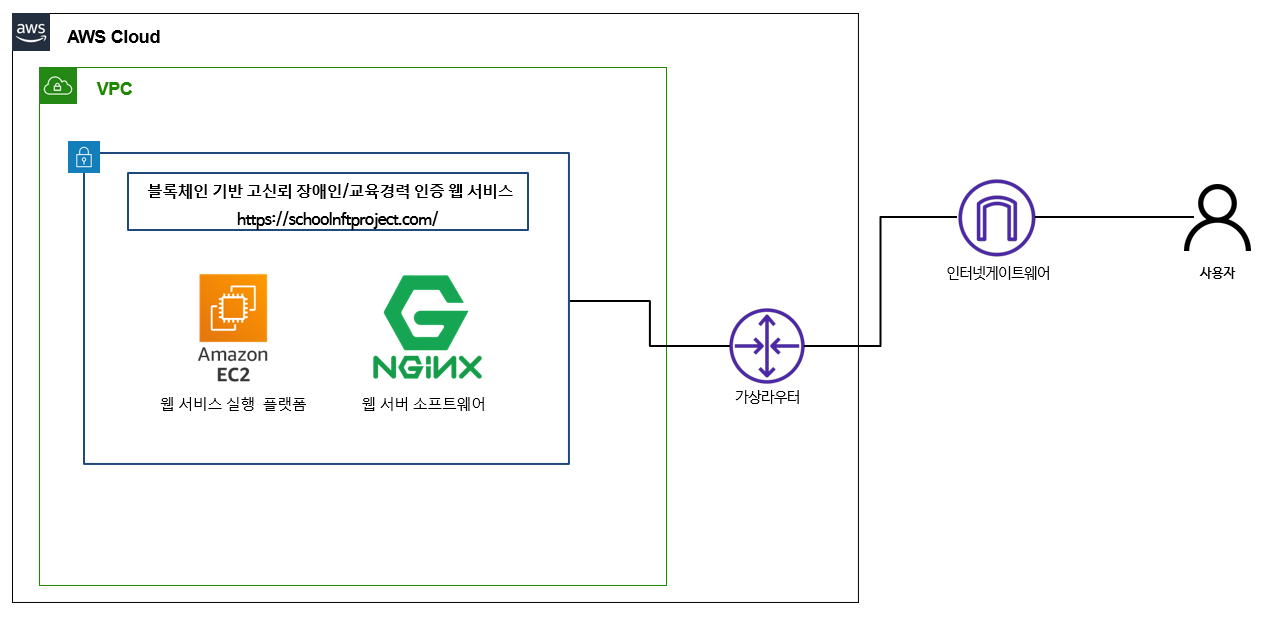 aws
AWS Cloud
VPC
블록체인 기반 고신뢰 장애인/교육경력 인증 웹 서비스
https://schoolnftproject.com/
Amazon
EC2
웹 서비스 실행 플랫폼
G
NGiNX
웹 서버 소프트웨어
가상라우터
인터넷게이트웨어
사용자